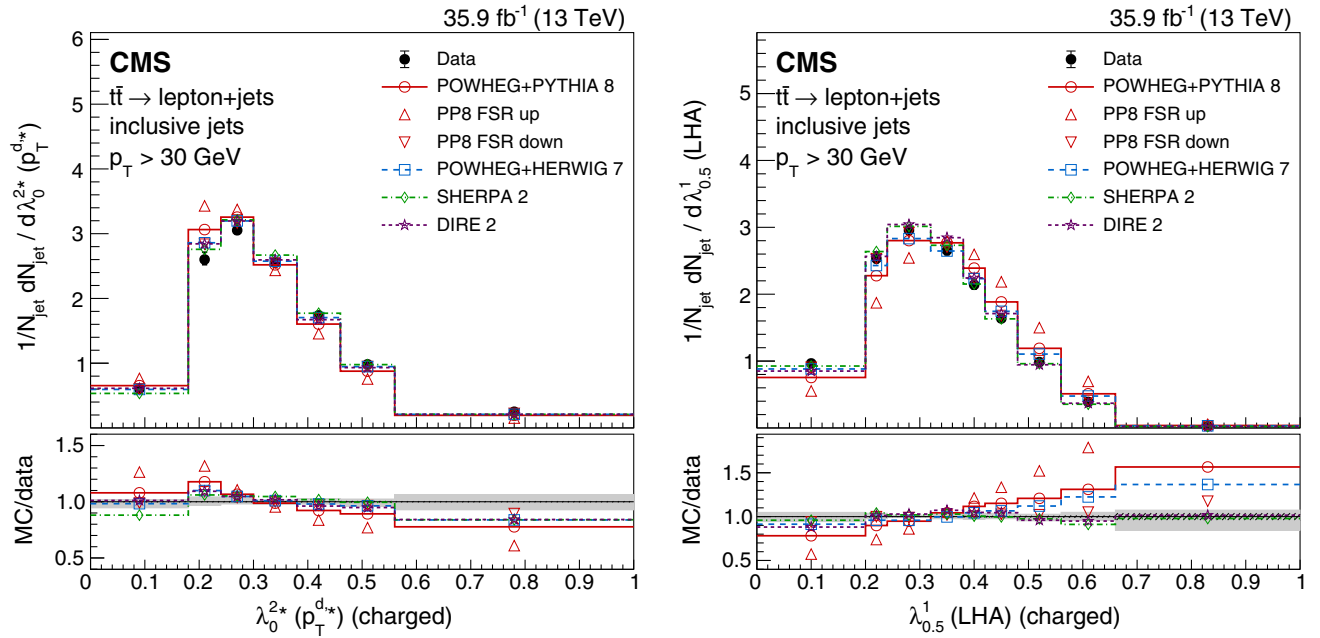 35.9 fb⁻¹ (13 TeV)
CMS
tt̄ → lepton+jets
inclusive jets
p_T > 30 GeV
Data
POWHEG+PYTHIA 8
PP8 FSR up
PP8 FSR down
POWHEG+HERWIG 7
SHERPA 2
DIRE 2
1/N_jet dN_jet / dλ_0^2* (p_T^d,*)
6
5
4
3
2
1
MC/data
1.5
1.0
0.5
0 0.1 0.2 0.3 0.4 0.5 0.6 0.7 0.8 0.9 1
λ_0^2* (p_T^d,*) (charged)
35.9 fb⁻¹ (13 TeV)
CMS
tt̄ → lepton+jets
inclusive jets
p_T > 30 GeV
Data
POWHEG+PYTHIA 8
PP8 FSR up
PP8 FSR down
POWHEG+HERWIG 7
SHERPA 2
DIRE 2
1/N_jet dN_jet / dλ_0.5^1 (LHA)
5
4
3
2
1
MC/data
1.5
1.0
0.5
0 0.1 0.2 0.3 0.4 0.5 0.6 0.7 0.8 0.9 1
λ_0.5^1 (LHA) (charged)